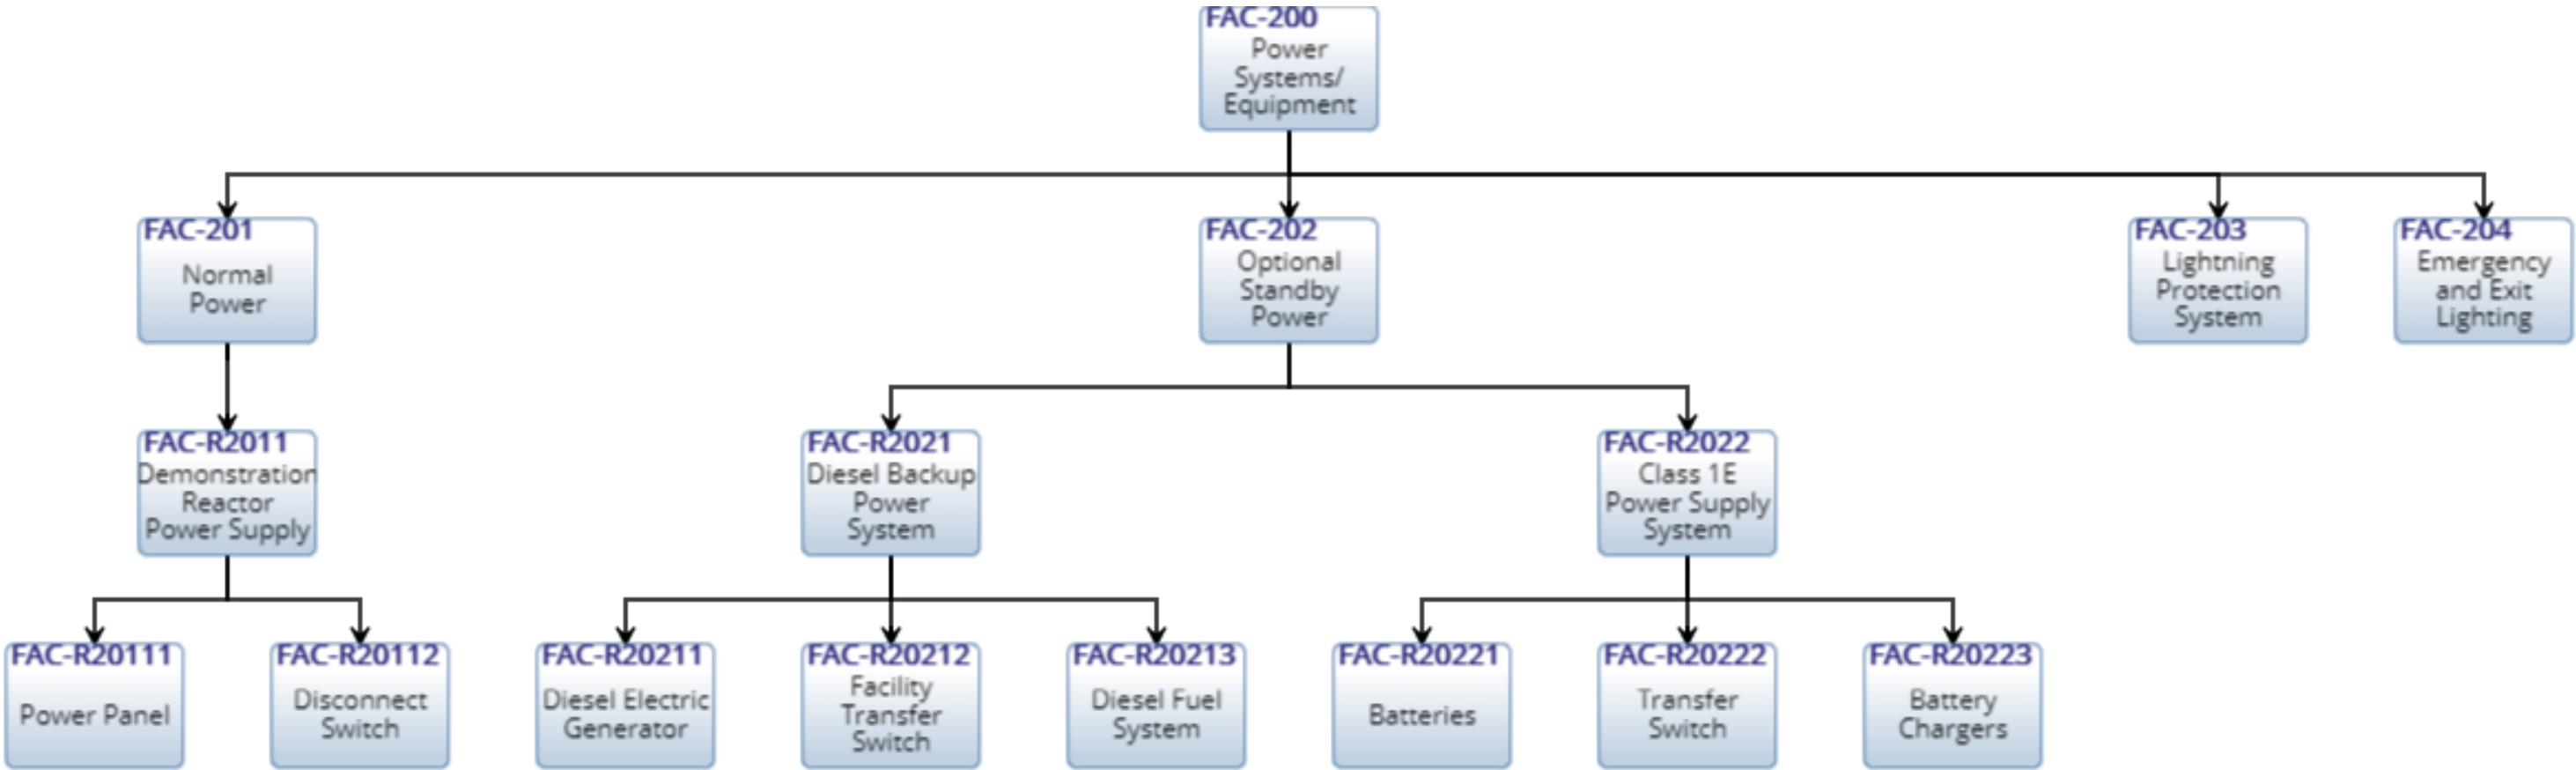 FAC-200
Power
Systems/
Equipment
FAC-201
Normal
Power
FAC-202
Optional
Standby
Power
FAC-203
Lightning
Protection
System
FAC-204
Emergency
and Exit
Lighting
FAC-R2011
Demonstration
Reactor
Power Supply
FAC-R2021
Diesel Backup
Power
System
FAC-R2022
Class 1E
Power Supply
System
FAC-R20111
Power Panel
FAC-R20112
Disconnect
Switch
FAC-R20211
Diesel Electric
Generator
FAC-R20212
Facility
Transfer
Switch
FAC-R20213
Diesel Fuel
System
FAC-R20221
Batteries
FAC-R20222
Transfer
Switch
FAC-R20223
Battery
Chargers